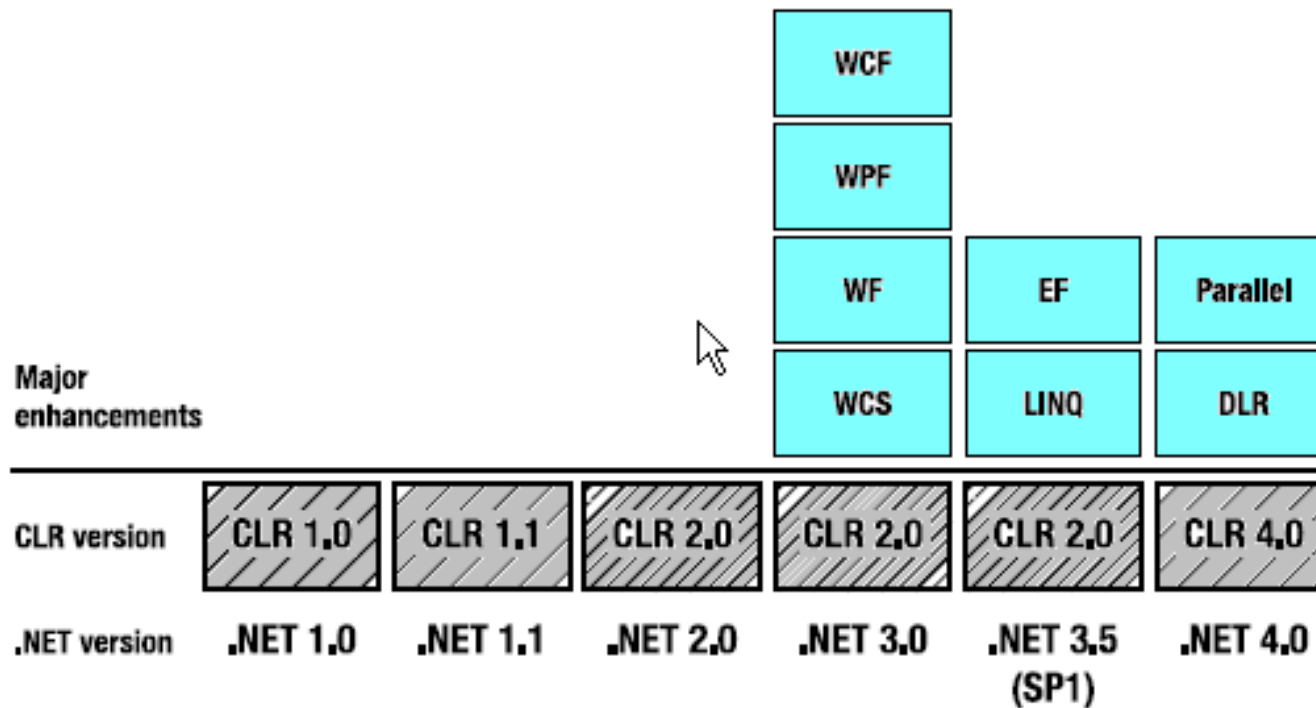 WCF
WPF
WF EF Parallel
Major
enhancements
WCS LINQ DLR
CLR version CLR 1.0 CLR 1.1 CLR 2.0 CLR 2.0 CLR 2.0 CLR 4.0
.NET version .NET 1.0 .NET 1.1 .NET 2.0 .NET 3.0 .NET 3.5 .NET 4.0
(SP1)